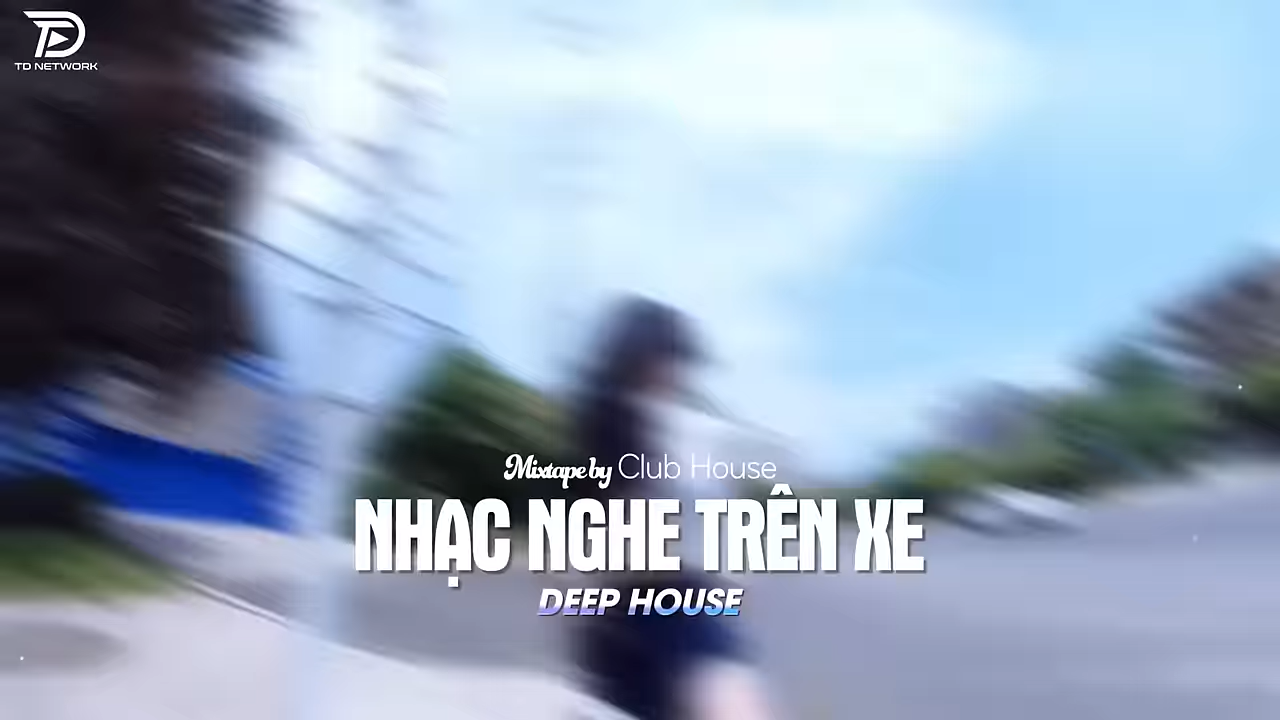 TD NETWORK
Mixtape by Club House
NHẠC NGHE TRÊN XE
DEEP HOUSE